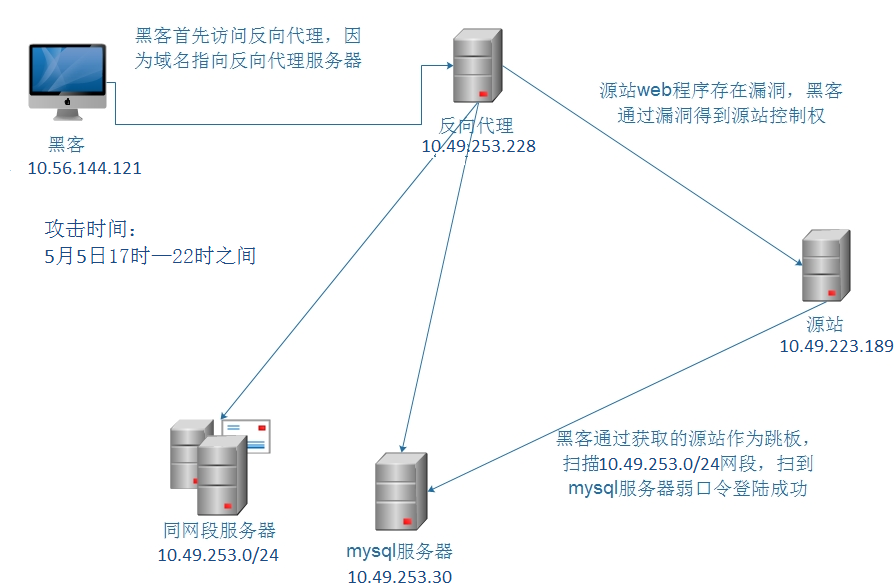 黑客首先访问反向代理，因
为域名指向反向代理服务器
黑客
10.56.144.121
反向代理
10.49.253.228
源站web程序存在漏洞，黑客
通过漏洞得到源站控制权
攻击时间：
5月5日17时—22时之间
源站
10.49.223.189
黑客通过获取的源站作为跳板，
扫描10.49.253.0/24网段，扫到
mysql服务器弱口令登陆成功
同网段服务器
10.49.253.0/24
mysql服务器
10.49.253.30